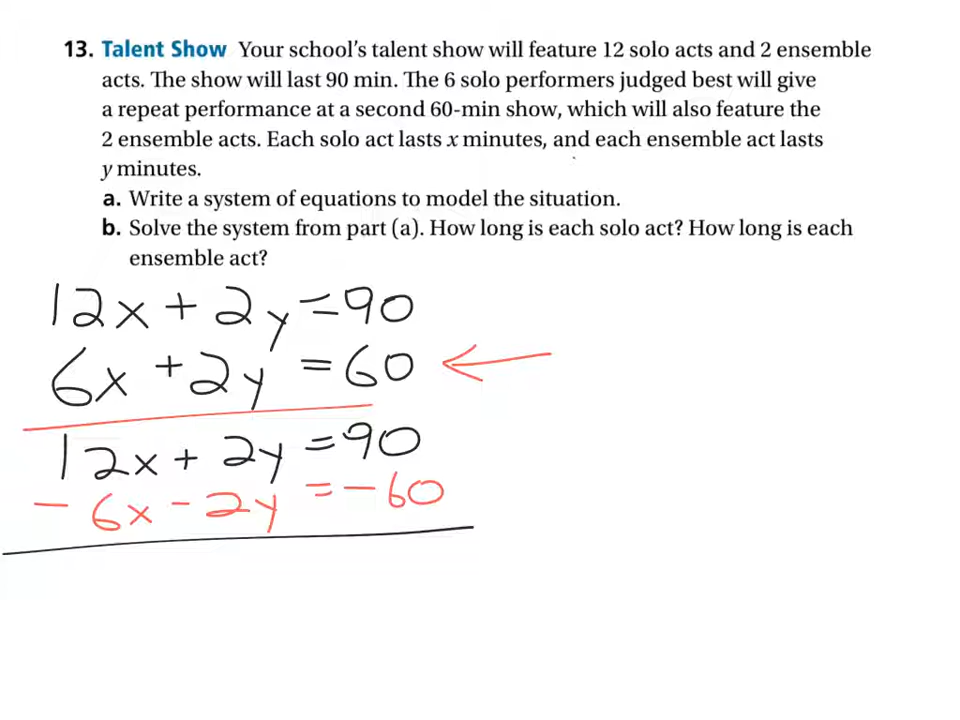 13. Talent Show Your school's talent show will feature 12 solo acts and 2 ensemble
acts. The show will last 90 min. The 6 solo performers judged best will give
a repeat performance at a second 60-min show, which will also feature the
2 ensemble acts. Each solo act lasts x minutes, and each ensemble act lasts
y minutes.
a. Write a system of equations to model the situation.
b. Solve the system from part (a). How long is each solo act? How long is each
ensemble act?
12x + 2y = 90
6x + 2y = 60
12x + 2y = 90
- 6x - 2y = - 60